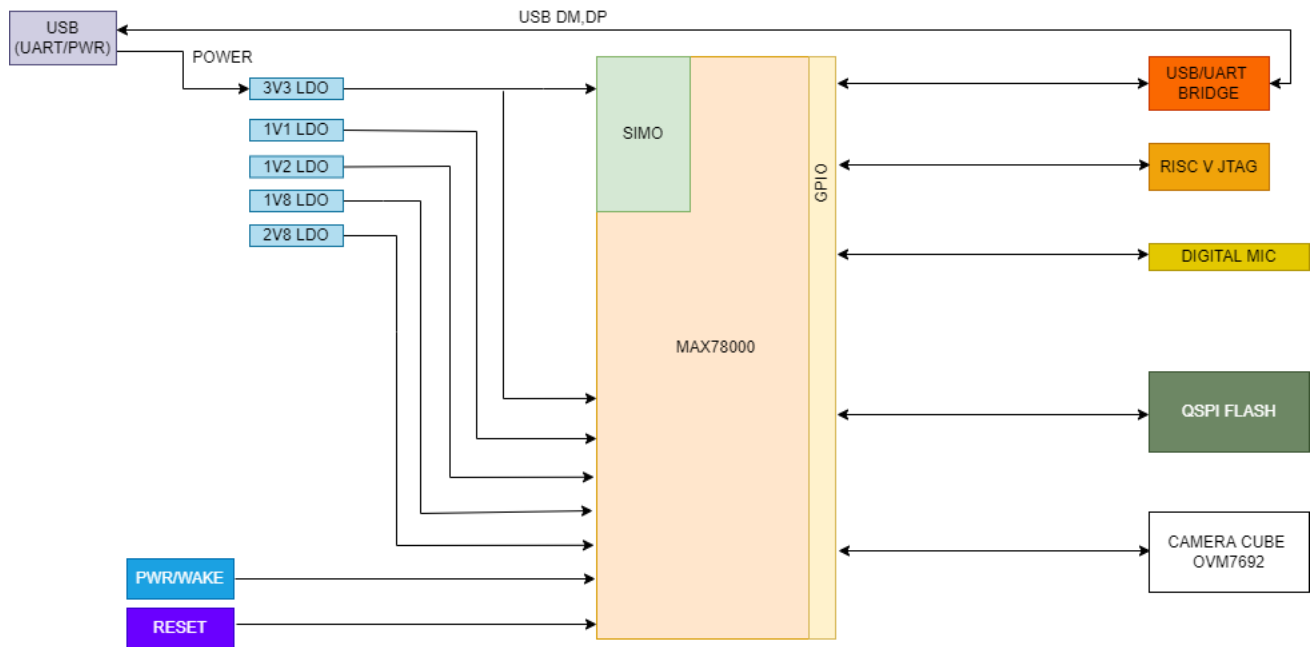 USB DM,DP
USB
(UART/PWR)
POWER
3V3 LDO
1V1 LDO
1V2 LDO
1V8 LDO
2V8 LDO
SIMO
GPIO
MAX78000
USB/UART
BRIDGE
RISC V JTAG
DIGITAL MIC
QSPI FLASH
CAMERA CUBE
OVM7692
PWR/WAKE
RESET